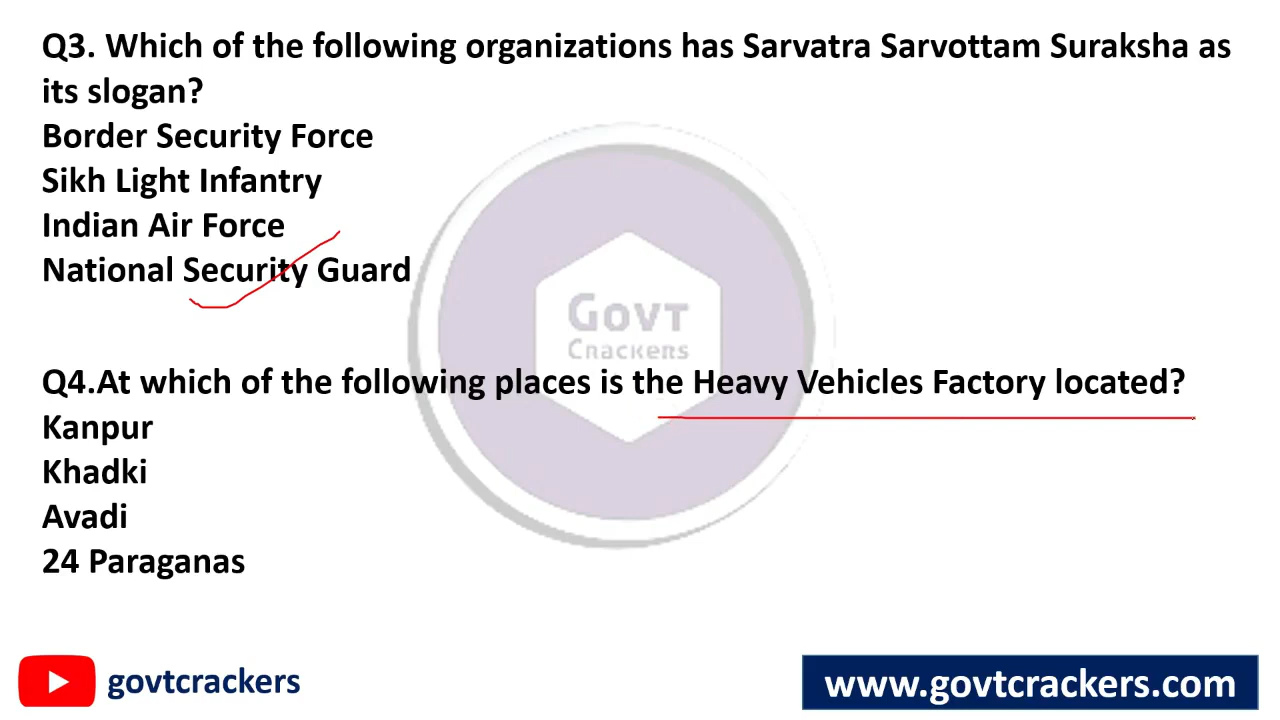 Q3. Which of the following organizations has Sarvatra Sarvottam Suraksha as
its slogan?
Border Security Force
Sikh Light Infantry
Indian Air Force
National Security Guard
GOVT
CRACKERS
Q4.At which of the following places is the Heavy Vehicles Factory located?
Kanpur
Khadki
Avadi
24 Paraganas
govtcrackers
www.govtcrackers.com